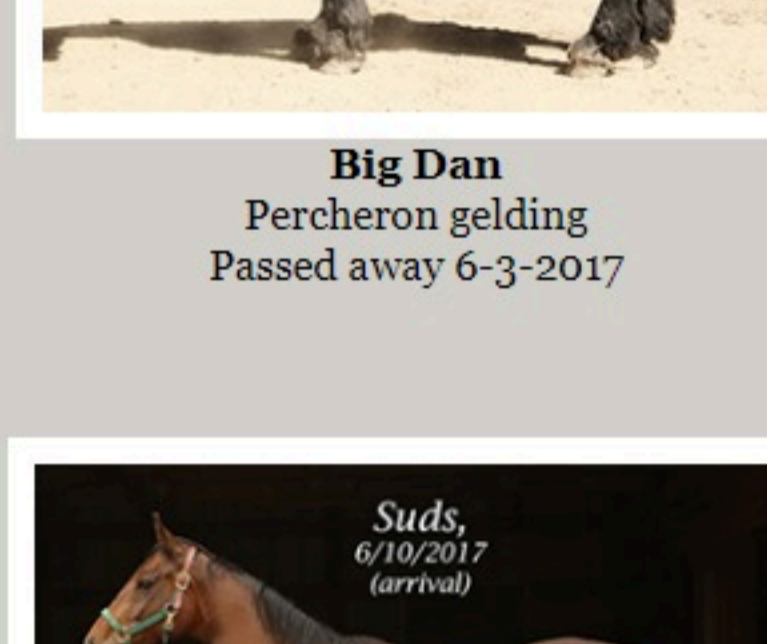 Big Dan
Percheron gelding
Passed away 6-3-2017
Suds,
6/10/2017
(arrival)